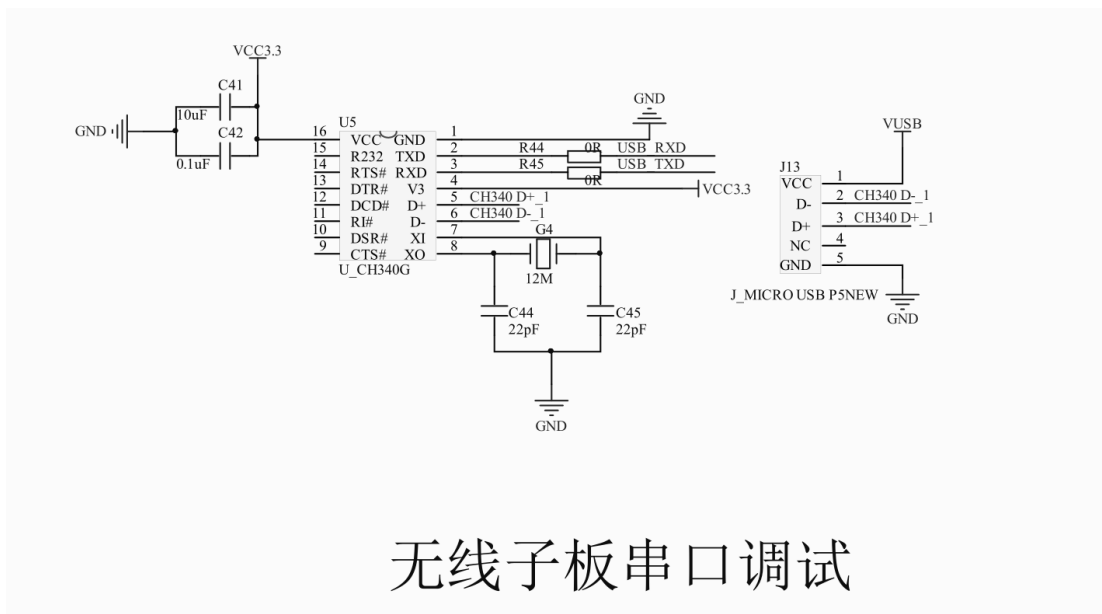 VCC3.3
C41
10uF
GND
C42
0.1uF
U5
16 VCC GND 1
15 R232 TXD 2
14 RTS# RXD 3
13 DTR# V3 4
12 DCD# D+ 5
11 RI# D- 6
10 DSR# XI 7
9 CTS# XO 8
U_CH340G
GND
R44 0R USB_RXD
R45 0R USB_TXD
VCC3.3
CH340 D+_1
CH340 D-_1
G4
12M
C44
22pF
C45
22pF
GND
VUSB
J13
VCC 1
D- 2 CH340 D-_1
D+ 3 CH340 D+_1
NC 4
GND 5
J_MICRO USB P5NEW
GND
无线子板串口调试